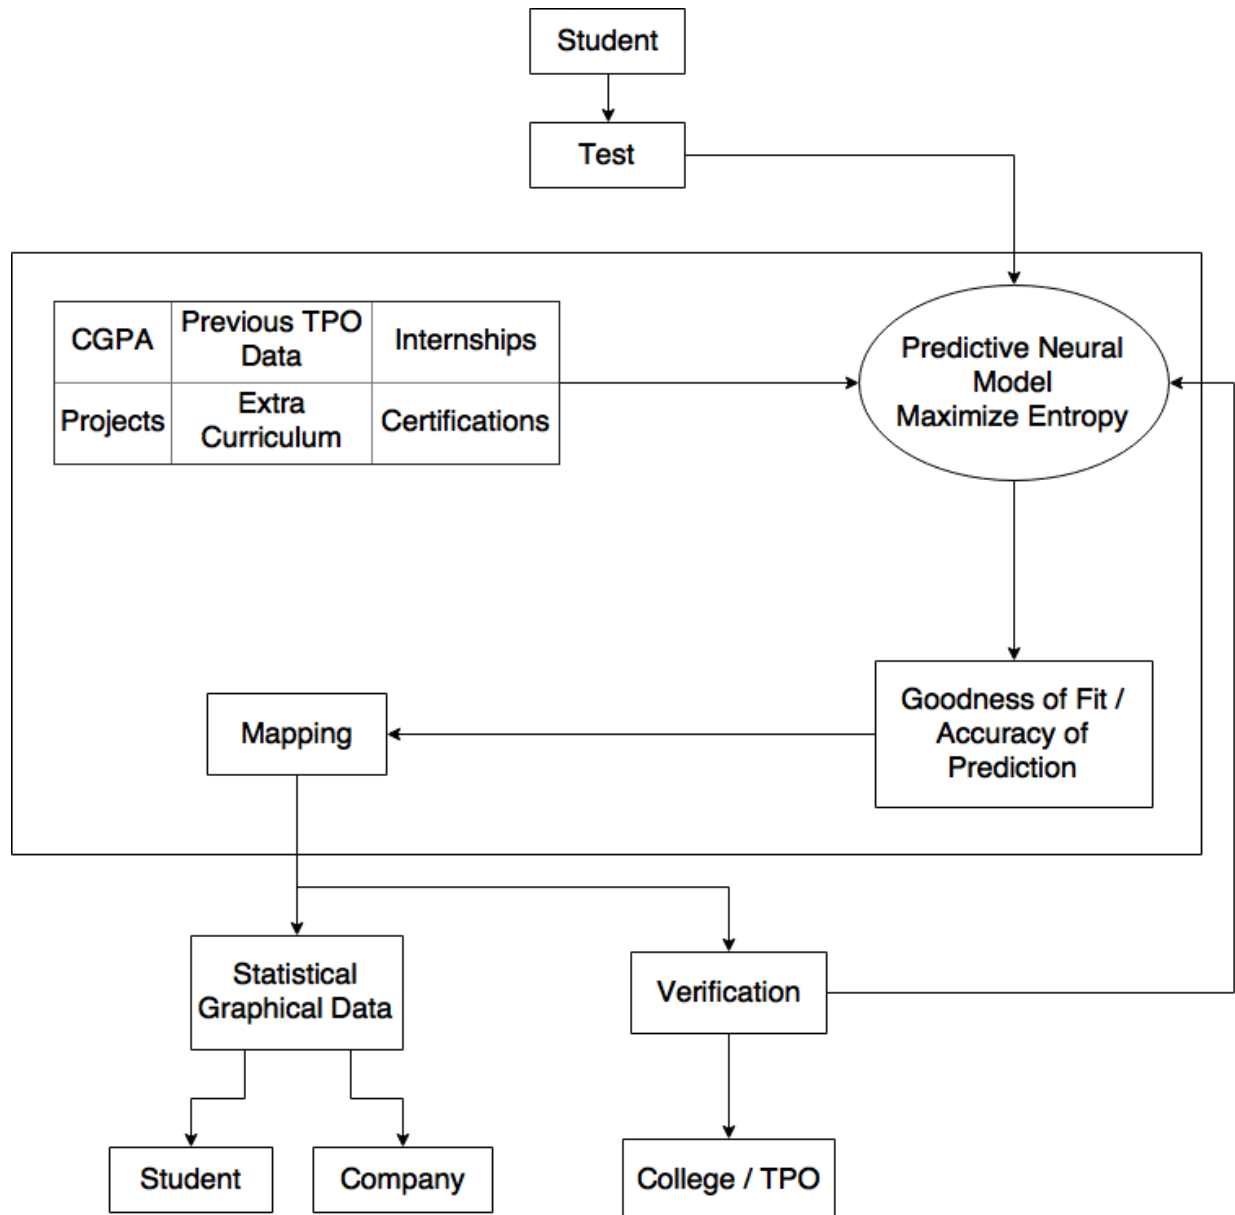 Student
Test
CGPA
Previous TPO
Data
Internships
Projects
Extra
Curriculum
Certifications
Predictive Neural
Model
Maximize Entropy
Goodness of Fit /
Accuracy of
Prediction
Mapping
Statistical
Graphical Data
Verification
Student
Company
College / TPO